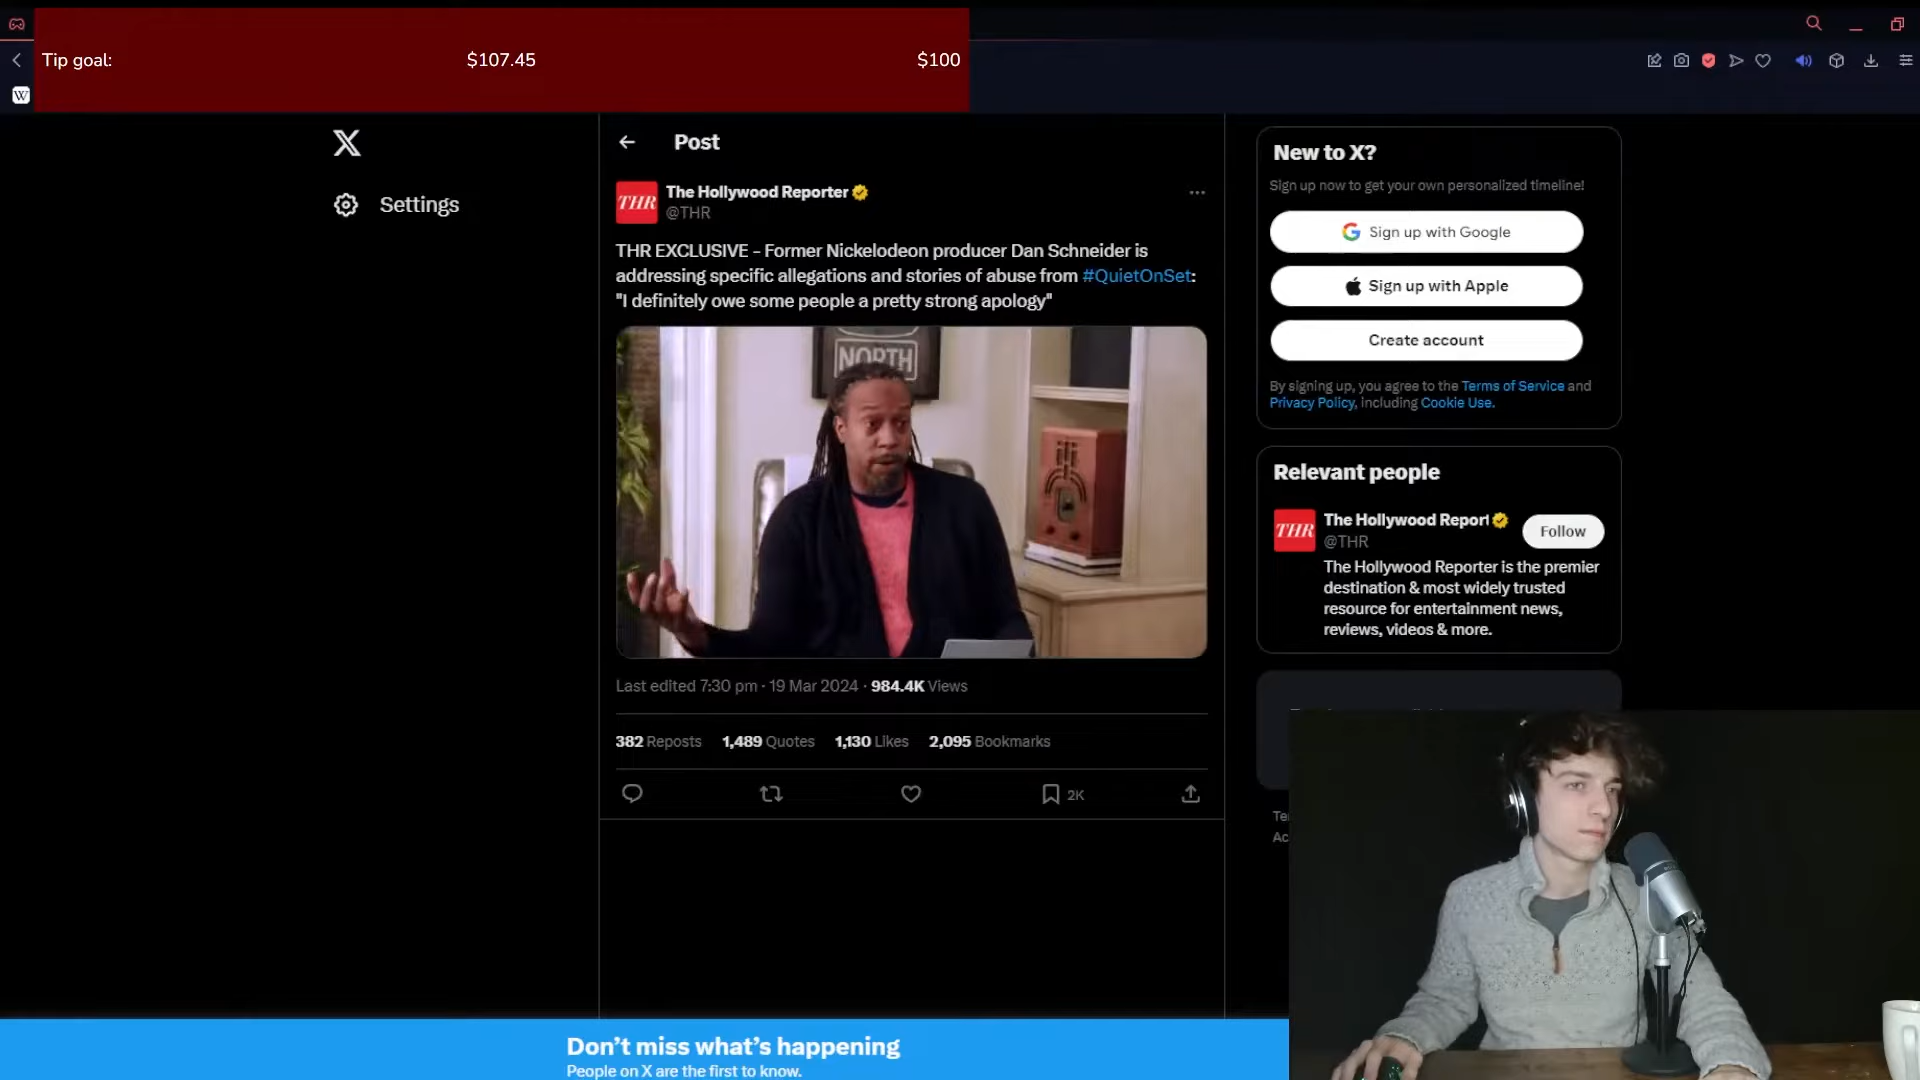 Tip goal: $107.45 $100
W
X
Settings
Post
THR
The Hollywood Reporter
@THR
THR EXCLUSIVE - Former Nickelodeon producer Dan Schneider is
addressing specific allegations and stories of abuse from #QuietOnSet:
"I definitely owe some people a pretty strong apology"
NORTH
Last edited 7:30 pm · 19 Mar 2024 · 984.4K Views
382 Reposts 1,489 Quotes 1,130 Likes 2,095 Bookmarks
2K
New to X?
Sign up now to get your own personalized timeline!
Sign up with Google
Sign up with Apple
Create account
By signing up, you agree to the Terms of Service and
Privacy Policy, including Cookie Use.
Relevant people
THR
The Hollywood Report
@THR
Follow
The Hollywood Reporter is the premier
destination & most widely trusted
resource for entertainment news,
reviews, videos & more.
Don't miss what's happening
People on X are the first to know.